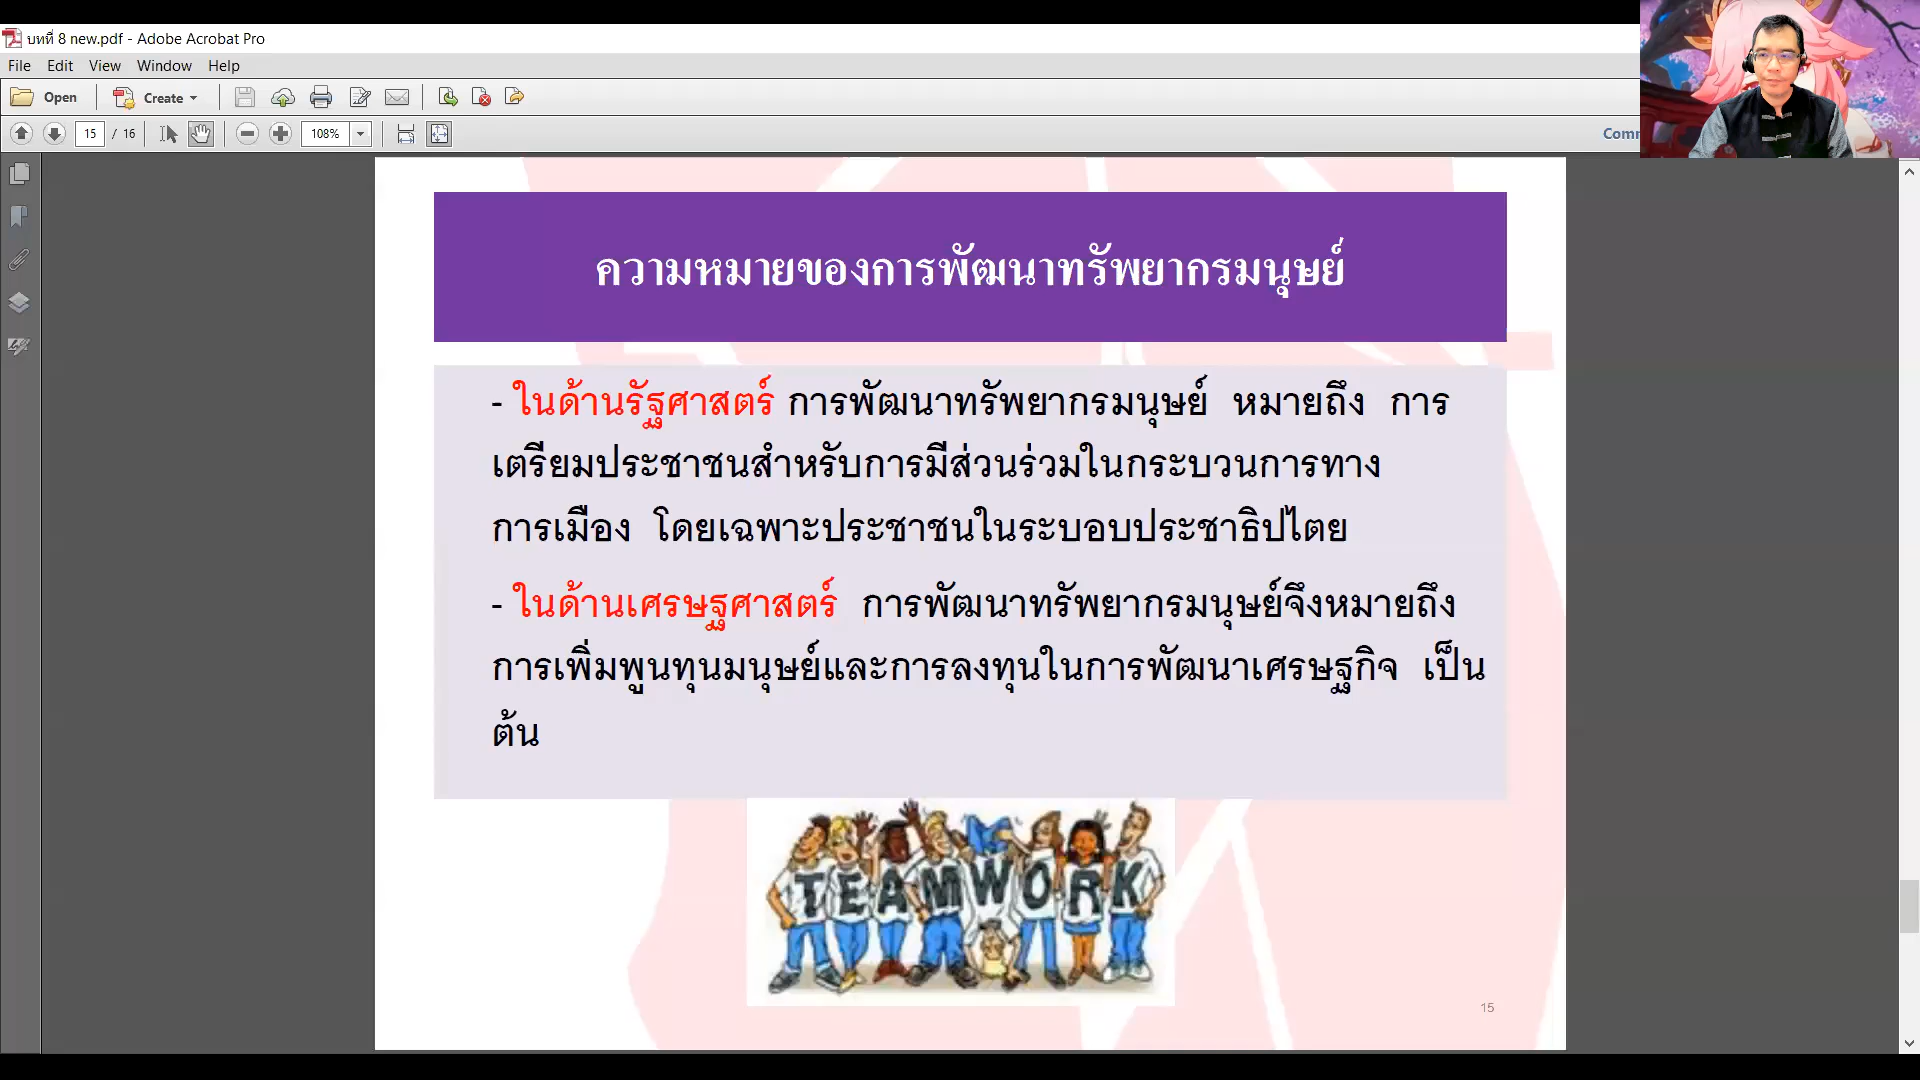 บทที่ 8 new.pdf - Adobe Acrobat Pro
File Edit View Window Help
Open Create
15 / 16 108%
Comm
ความหมายของการพัฒนาทรัพยากรมนุษย์
- ในด้านรัฐศาสตร์ การพัฒนาทรัพยากรมนุษย์ หมายถึง การ
เตรียมประชาชนสำหรับการมีส่วนร่วมในกระบวนการทาง
การเมือง โดยเฉพาะประชาชนในระบอบประชาธิปไตย
- ในด้านเศรษฐศาสตร์ การพัฒนาทรัพยากรมนุษย์จึงหมายถึง
การเพิ่มพูนทุนมนุษย์และการลงทุนในการพัฒนาเศรษฐกิจ เป็น
ต้น
TEAMWORK
15